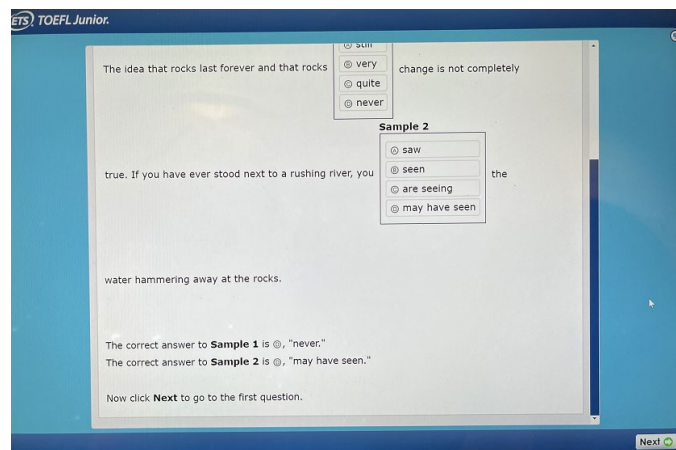 ETS TOEFL Junior.
Ⓐ still
Ⓑ very
The idea that rocks last forever and that rocks change is not completely
Ⓒ quite
Ⓓ never
Sample 2
Ⓐ saw
Ⓑ seen
true. If you have ever stood next to a rushing river, you the
Ⓒ are seeing
Ⓓ may have seen
water hammering away at the rocks.
The correct answer to Sample 1 is Ⓓ, "never."
The correct answer to Sample 2 is Ⓓ, "may have seen."
Now click Next to go to the first question.
Next